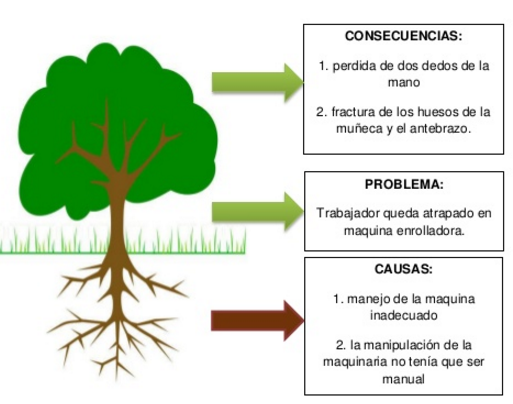 CONSECUENCIAS:
1. perdida de dos dedos de la
mano
2. fractura de los huesos de la
muñeca y el antebrazo.
PROBLEMA:
Trabajador queda atrapado en
maquina enrolladora.
CAUSAS:
1. manejo de la maquina
inadecuado
2. la manipulación de la
maquinaria no tenía que ser
manual